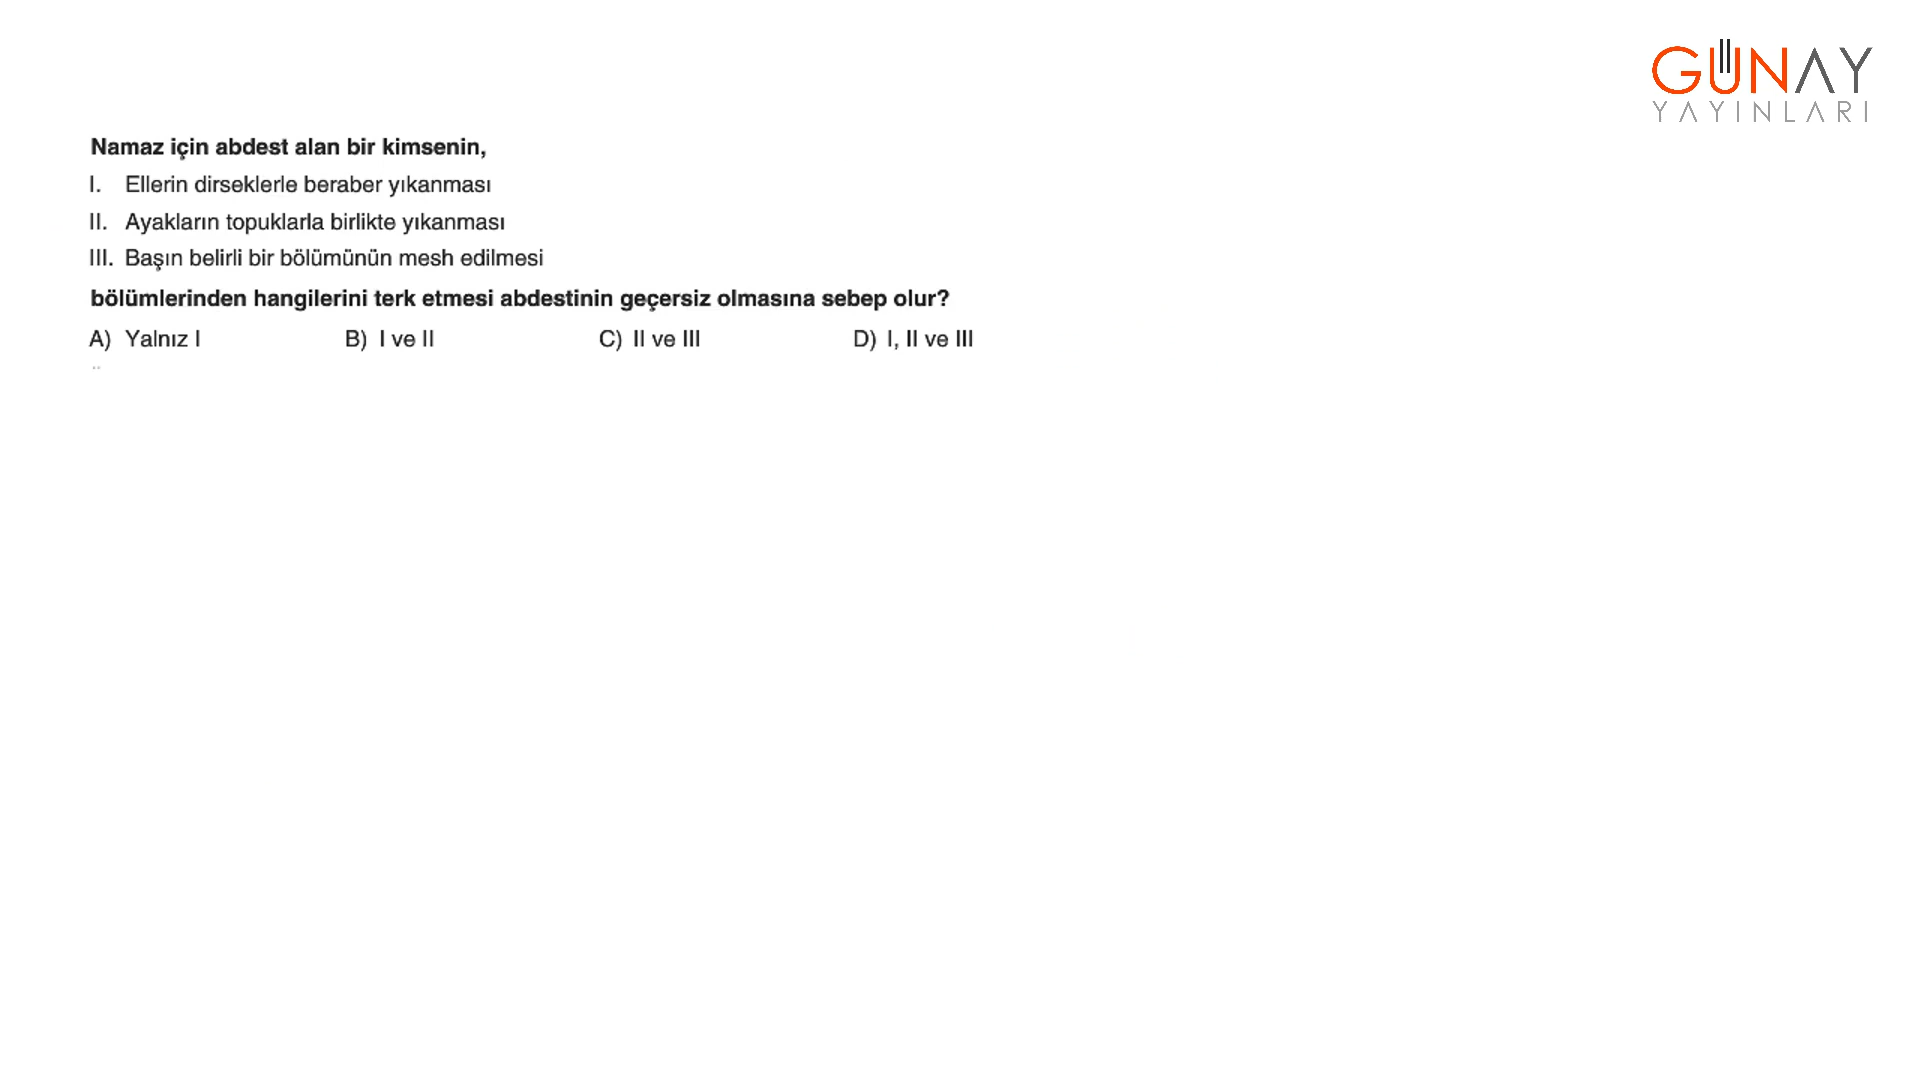 GÜNAY
YAYINLARI
Namaz için abdest alan bir kimsenin,
I. Ellerin dirseklerle beraber yıkanması
II. Ayakların topuklarla birlikte yıkanması
III. Başın belirli bir bölümünün mesh edilmesi
bölümlerinden hangilerini terk etmesi abdestinin geçersiz olmasına sebep olur?
A) Yalnız I B) I ve II C) II ve III D) I, II ve III